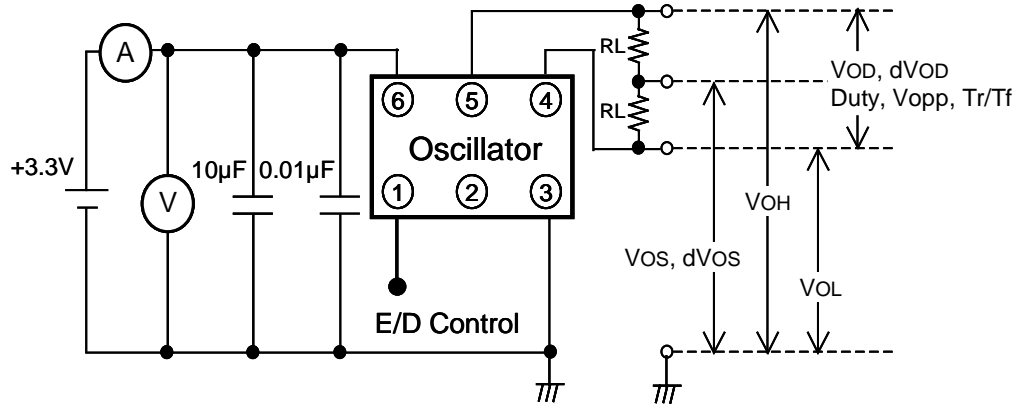 A
RL
6
5
4
VOD, dVOD
Duty, Vopp, Tr/Tf
RL
Oscillator
+3.3V
10µF
0.01µF
V
1
2
3
VOH
VOS, dVOS
VOL
E/D Control